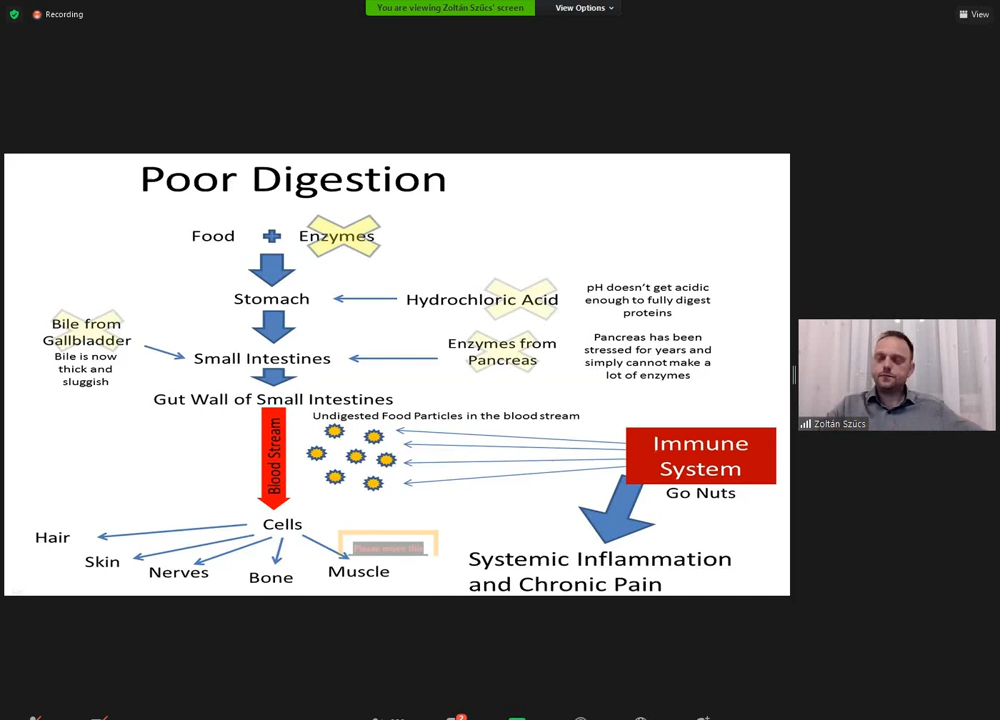 Recording
You are viewing Zoltán Szűcs' screen
View Options
View
Poor Digestion
Food
Enzymes
Stomach
Hydrochloric Acid
pH doesn't get acidic
enough to fully digest
proteins
Bile from
Gallbladder
Bile is now
thick and
sluggish
Small Intestines
Enzymes from
Pancreas
Pancreas has been
stressed for years and
simply cannot make a
lot of enzymes
Gut Wall of Small Intestines
Undigested Food Particles in the blood stream
Blood Stream
Immune
System
Go Nuts
Cells
Hair
Skin
Nerves
Bone
Muscle
Systemic Inflammation
and Chronic Pain
Zoltán Szűcs
2